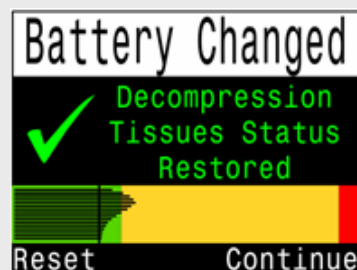 Battery Changed
Decompression
Tissues Status
Restored
Reset Continue